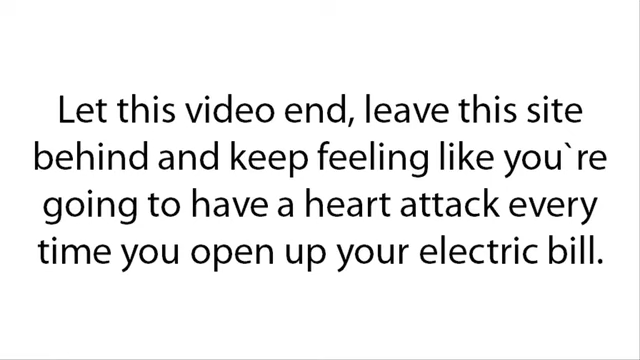 Let this video end, leave this site
behind and keep feeling like you`re
going to have a heart attack every
time you open up your electric bill.